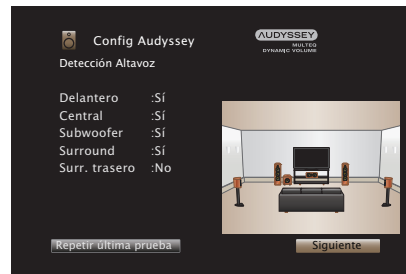 Config Audyssey
AUDYSSEY
MULTEQ
DYNAMIC VOLUME
Detección Altavoz
Delantero :Sí
Central :Sí
Subwoofer :Sí
Surround :Sí
Surr. trasero :No
Repetir última prueba
Siguiente